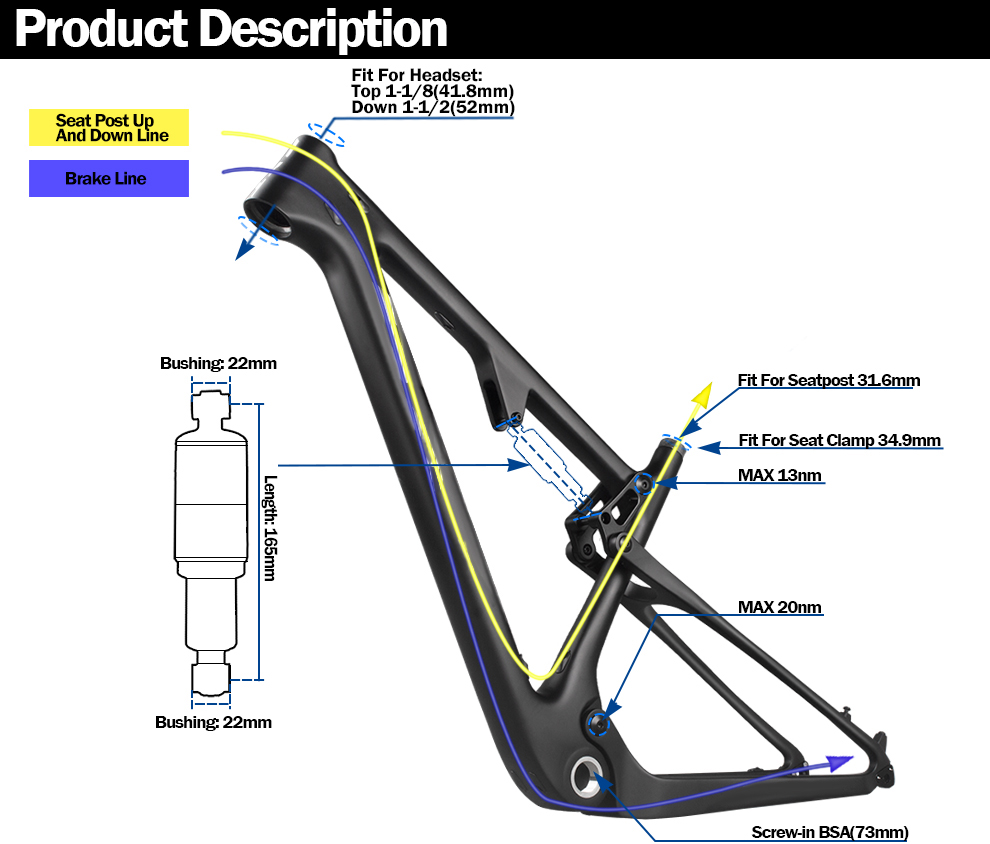 Product Description
Fit For Headset:
Top 1-1/8(41.8mm)
Down 1-1/2(52mm)
Seat Post Up
And Down Line
Brake Line
Bushing: 22mm
Length: 165mm
Bushing: 22mm
Fit For Seatpost 31.6mm
Fit For Seat Clamp 34.9mm
MAX 13nm
MAX 20nm
Screw-in BSA(73mm)